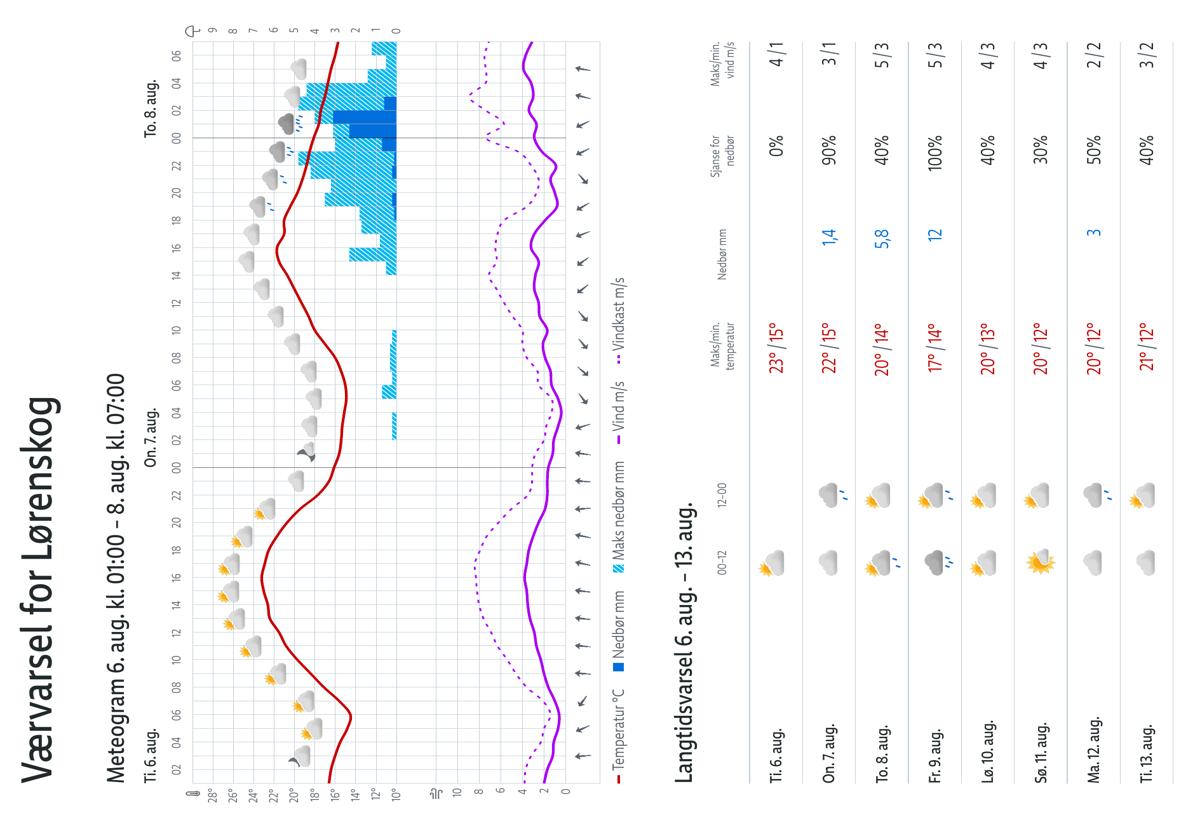 Værvarsel for Lørenskog
Meteogram 6. aug. kl. 01:00 – 8. aug. kl. 07:00
Ti. 6. aug. On. 7. aug. To. 8. aug.
02 04 06 08 10 12 14 16 18 20 22 00 02 04 06 08 10 12 14 16 18 20 22 00 02 04 06
28° 9
26° 8
24° 7
22° 6
20° 5
18° 4
16° 3
14° 2
12° 1
10° 0
10
8
6
4
2
0
Temperatur °C Nedbør mm Maks nedbør mm Vind m/s Vindkast m/s
Langtidsvarsel 6. aug. – 13. aug.
00–12 12–00 Maks/min. temperatur Nedbør mm Sjanse for nedbør Maks/min. vind m/s
Ti. 6. aug. 23° / 15° 0% 4 / 1
On. 7. aug. 22° / 15° 1,4 90% 3 / 1
To. 8. aug. 20° / 14° 5,8 40% 5 / 3
Fr. 9. aug. 17° / 14° 12 100% 5 / 3
Lø. 10. aug. 20° / 13° 40% 4 / 3
Sø. 11. aug. 20° / 12° 30% 4 / 3
Ma. 12. aug. 20° / 12° 3 50% 2 / 2
Ti. 13. aug. 21° / 12° 40% 3 / 2